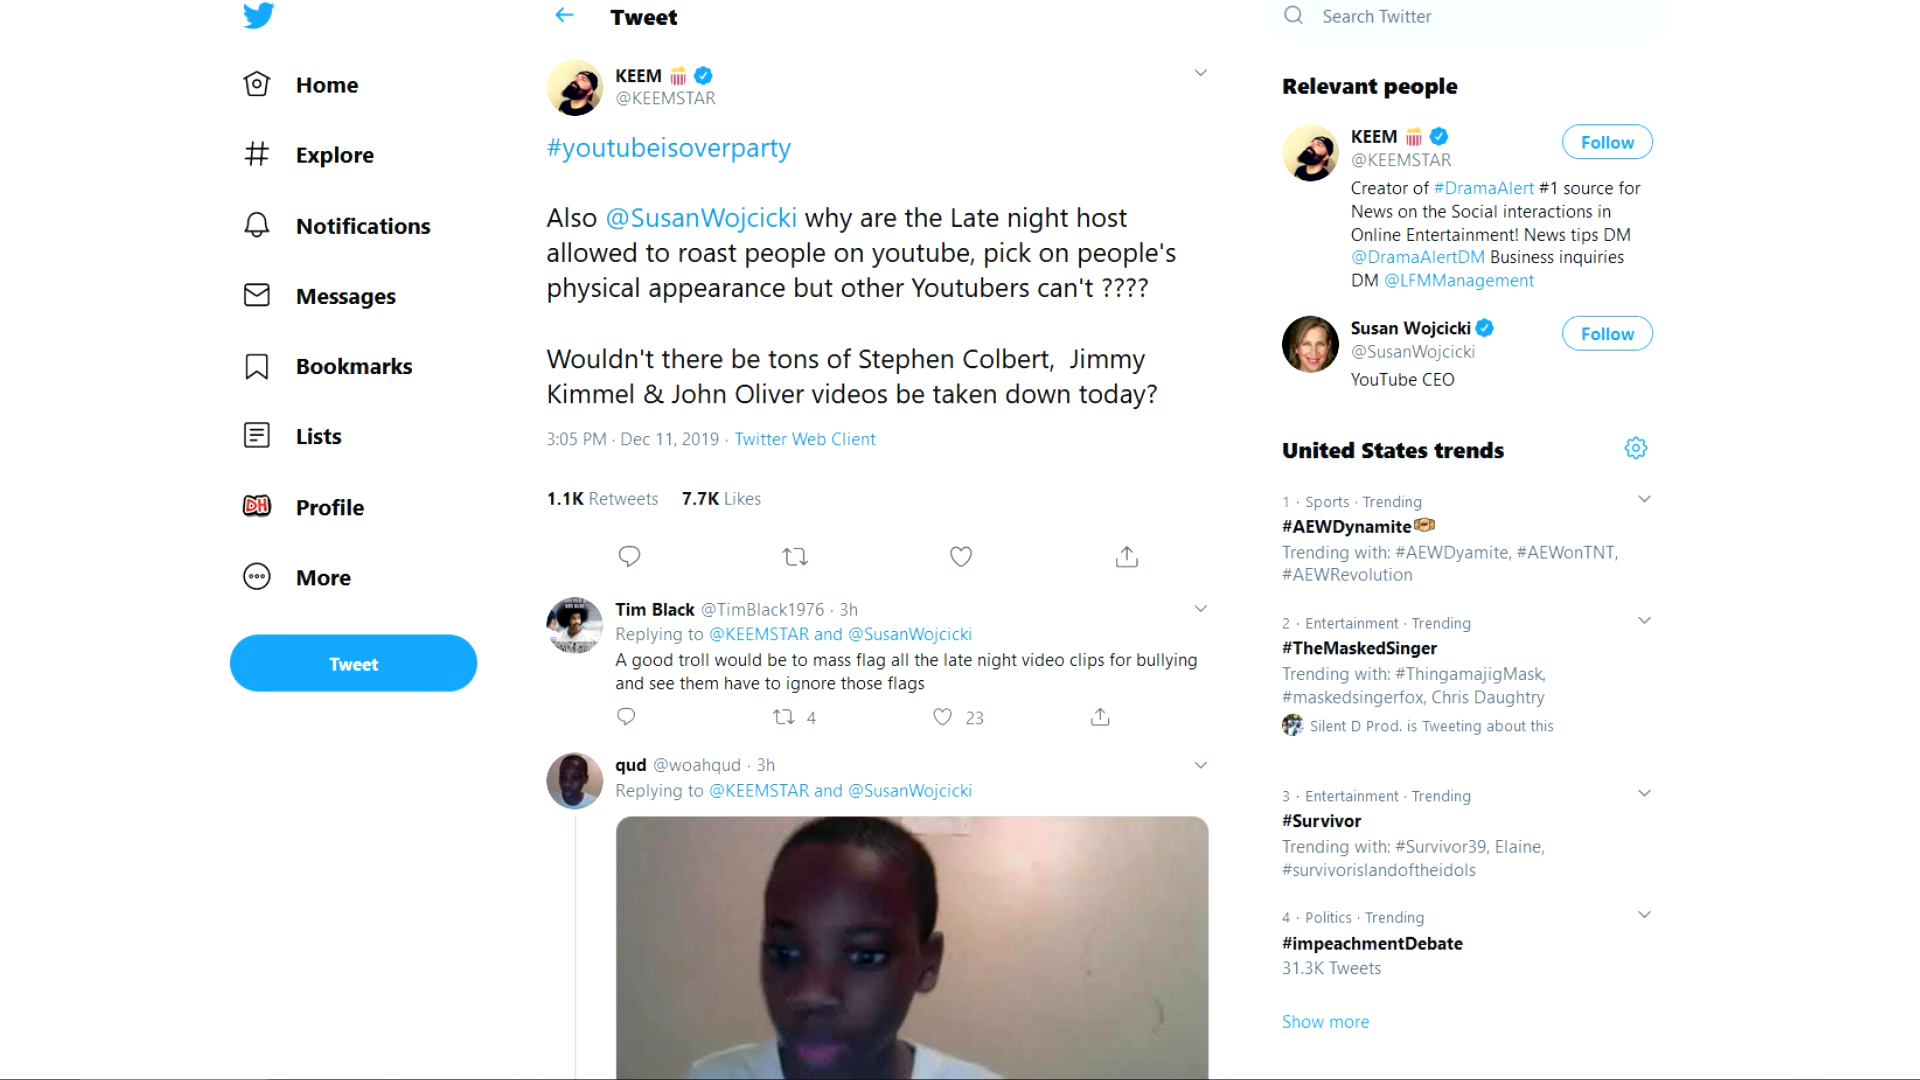 Home
Explore
Notifications
Messages
Bookmarks
Lists
DH
Profile
More
Tweet
Tweet
KEEM
@KEEMSTAR
#youtubeisoverparty
Also @SusanWojcicki why are the Late night host
allowed to roast people on youtube, pick on people's
physical appearance but other Youtubers can't ????
Wouldn't there be tons of Stephen Colbert, Jimmy
Kimmel & John Oliver videos be taken down today?
3:05 PM · Dec 11, 2019 · Twitter Web Client
1.1K Retweets 7.7K Likes
Tim Black @TimBlack1976 · 3h
Replying to @KEEMSTAR and @SusanWojcicki
A good troll would be to mass flag all the late night video clips for bullying
and see them have to ignore those flags
4 23
qud @woahqud · 3h
Replying to @KEEMSTAR and @SusanWojcicki
Search Twitter
Relevant people
KEEM
@KEEMSTAR
Follow
Creator of #DramaAlert #1 source for
News on the Social interactions in
Online Entertainment! News tips DM
@DramaAlertDM Business inquiries
DM @LFMManagement
Susan Wojcicki
@SusanWojcicki
Follow
YouTube CEO
United States trends
1 · Sports · Trending
#AEWDynamite
Trending with: #AEWDyamite, #AEWonTNT,
#AEWRevolution
2 · Entertainment · Trending
#TheMaskedSinger
Trending with: #ThingamajigMask,
#maskedsingerfox, Chris Daughtry
Silent D Prod. is Tweeting about this
3 · Entertainment · Trending
#Survivor
Trending with: #Survivor39, Elaine,
#survivorislandoftheidols
4 · Politics · Trending
#impeachmentDebate
31.3K Tweets
Show more